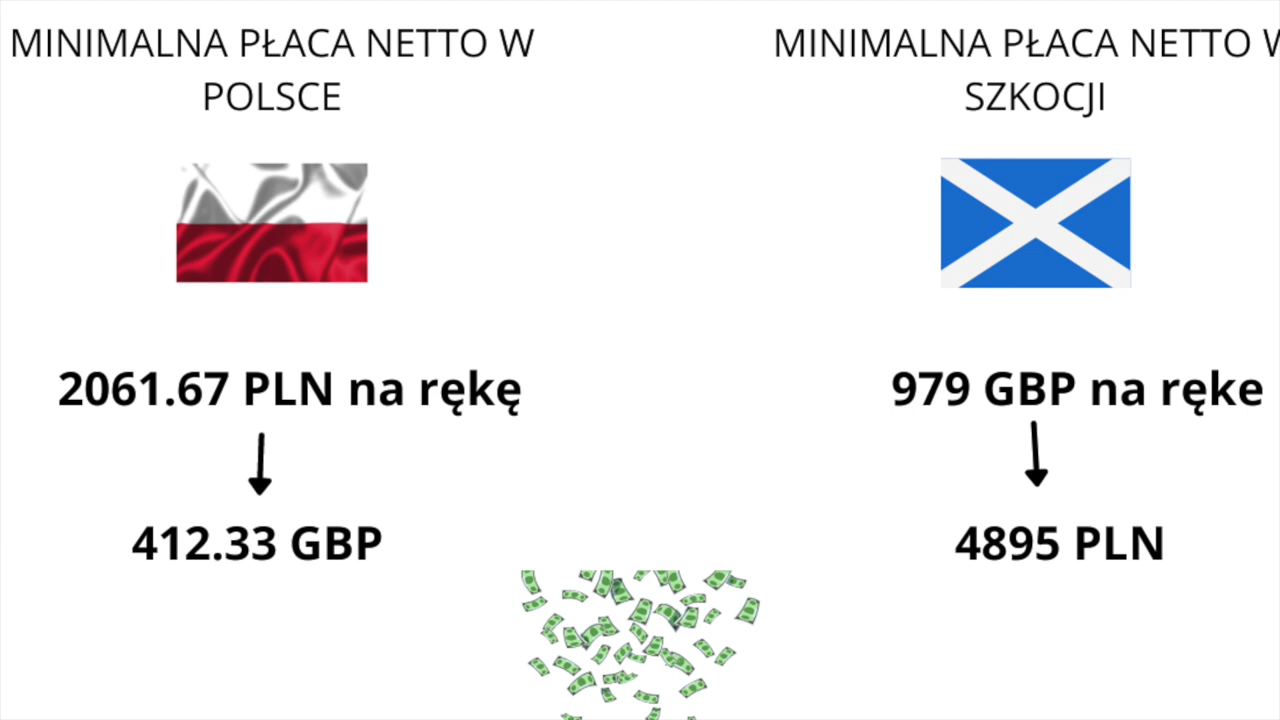 MINIMALNA PŁACA NETTO W
POLSCE
2061.67 PLN na rękę
412.33 GBP
MINIMALNA PŁACA NETTO W
SZKOCJI
979 GBP na ręke
4895 PLN